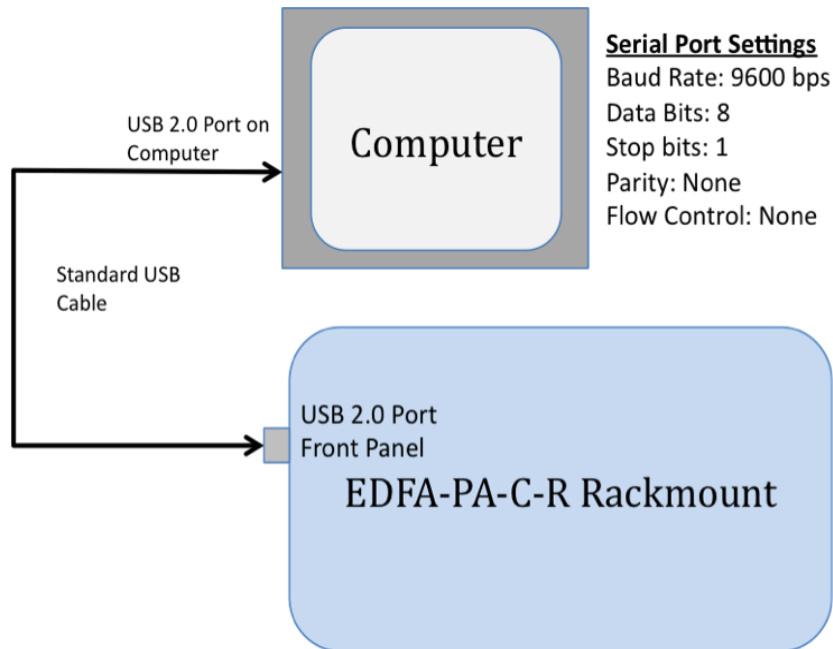 Serial Port Settings
Baud Rate: 9600 bps
Data Bits: 8
Stop bits: 1
Parity: None
Flow Control: None
USB 2.0 Port on
Computer
Computer
Standard USB
Cable
USB 2.0 Port
Front Panel
EDFA-PA-C-R Rackmount